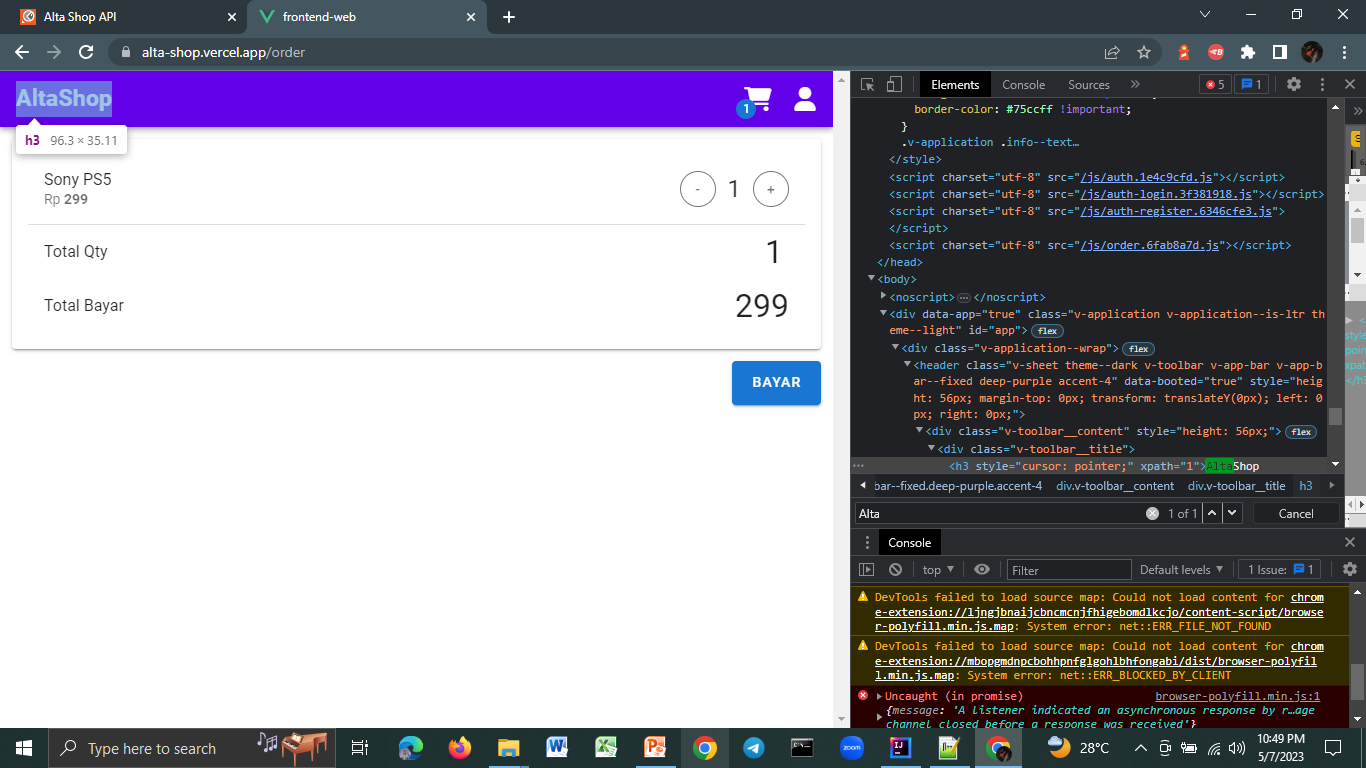 Alta Shop API
frontend-web
alta-shop.vercel.app/order
AltaShop
1
h3 96.3 × 35.11
Sony PS5
Rp 299
- 1 +
Total Qty
1
Total Bayar
299
BAYAR
Elements
Console
Sources
5
1
border-color: #75ccff !important;
}
.v-application .info--text…
</style>
<script charset="utf-8" src="/js/auth.1e4c9cfd.js"></script>
<script charset="utf-8" src="/js/auth-login.3f381918.js"></script>
<script charset="utf-8" src="/js/auth-register.6346cfe3.js">
</script>
<script charset="utf-8" src="/js/order.6fab8a7d.js"></script>
</head>
<body>
<noscript>…</noscript>
<div data-app="true" class="v-application v-application--is-ltr th
eme--light" id="app"> flex
<div class="v-application--wrap"> flex
<header class="v-sheet theme--dark v-toolbar v-app-bar v-app-b
ar--fixed deep-purple accent-4" data-booted="true" style="heig
ht: 56px; margin-top: 0px; transform: translateY(0px); left: 0
px; right: 0px;">
<div class="v-toolbar__content" style="height: 56px;"> flex
<div class="v-toolbar__title">
<h3 style="cursor: pointer;" xpath="1">AltaShop
bar--fixed.deep-purple.accent-4 div.v-toolbar__content div.v-toolbar__title h3
Alta
1 of 1
Cancel
Console
top
Filter
Default levels
1 Issue: 1
DevTools failed to load source map: Could not load content for chrom
e-extension://ljngjbnaijcbncmcnjfhigebomdlkcjo/content-script/browse
r-polyfill.min.js.map: System error: net::ERR_FILE_NOT_FOUND
DevTools failed to load source map: Could not load content for chrom
e-extension://mbopgmdnpcbohhpnfglgohlbhfongabi/dist/browser-polyfil
l.min.js.map: System error: net::ERR_BLOCKED_BY_CLIENT
Uncaught (in promise) browser-polyfill.min.js:1
{message: 'A listener indicated an asynchronous response by r…age
channel closed before a response was received'}
Type here to search
zoom
28°C
10:49 PM
5/7/2023